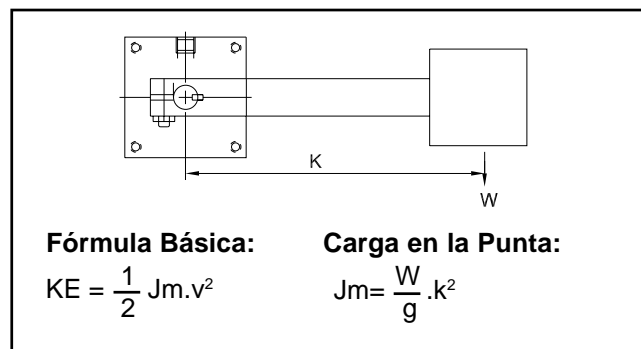 K
W
Fórmula Básica: Carga en la Punta:
KE = 1/2 Jm.v² Jm= W/g .k²